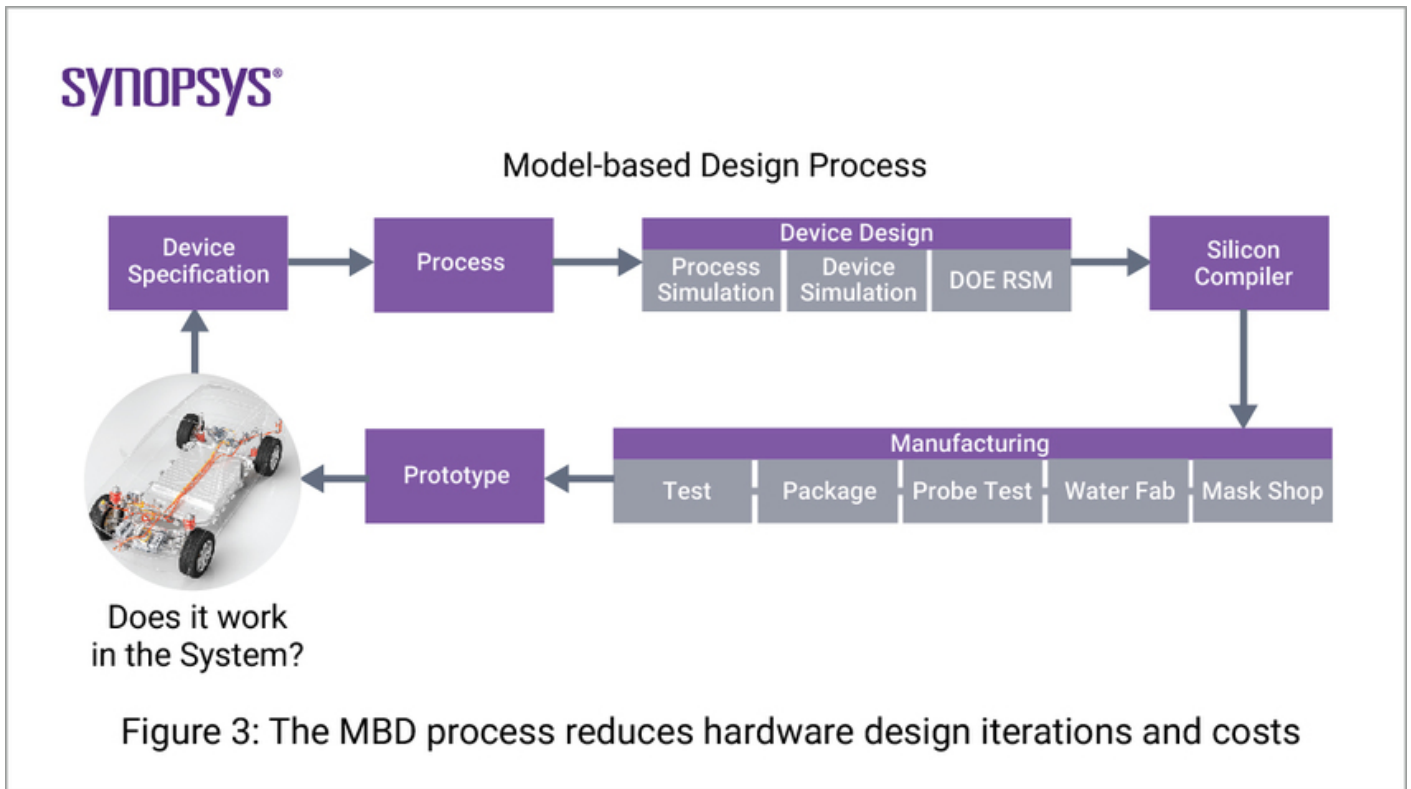 SYNOPSYS®
Model-based Design Process
Device
Specification
Process
Device Design
Process
Simulation
Device
Simulation
DOE RSM
Silicon
Compiler
Manufacturing
Test
Package
Probe Test
Water Fab
Mask Shop
Prototype
Does it work
in the System?
Figure 3: The MBD process reduces hardware design iterations and costs